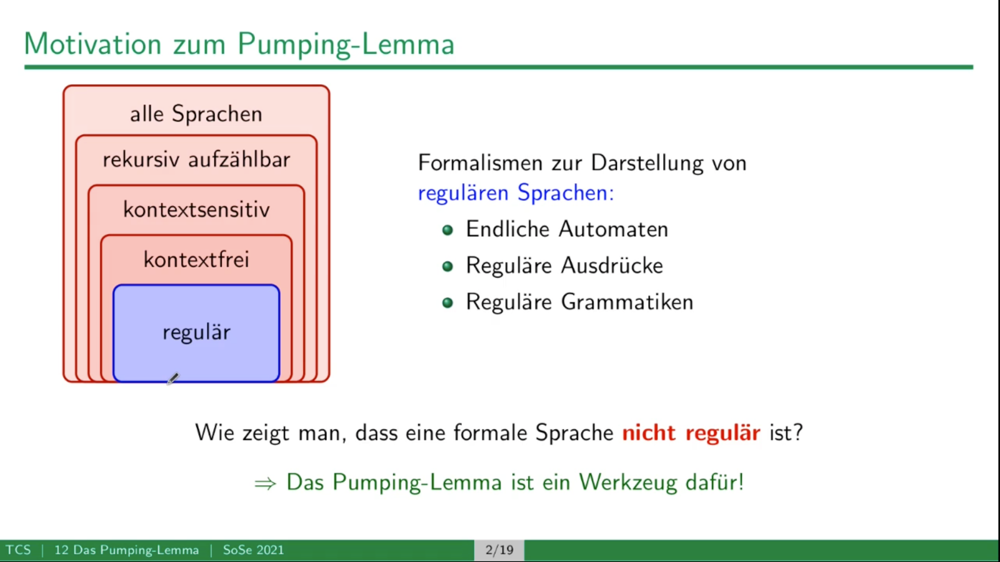 Motivation zum Pumping-Lemma
alle Sprachen
rekursiv aufzählbar
kontextsensitiv
kontextfrei
regulär
Formalismen zur Darstellung von
regulären Sprachen:
Endliche Automaten
Reguläre Ausdrücke
Reguläre Grammatiken
Wie zeigt man, dass eine formale Sprache nicht regulär ist?
⇒ Das Pumping-Lemma ist ein Werkzeug dafür!
TCS | 12 Das Pumping-Lemma | SoSe 2021
2/19